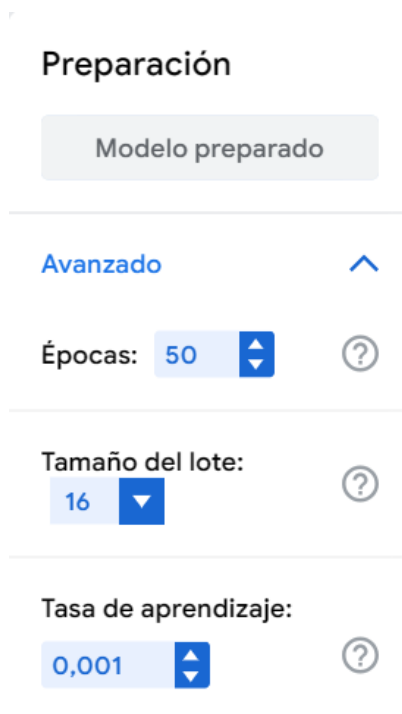 Preparación
Modelo preparado
Avanzado
Épocas: 50
Tamaño del lote:
16
Tasa de aprendizaje:
0,001